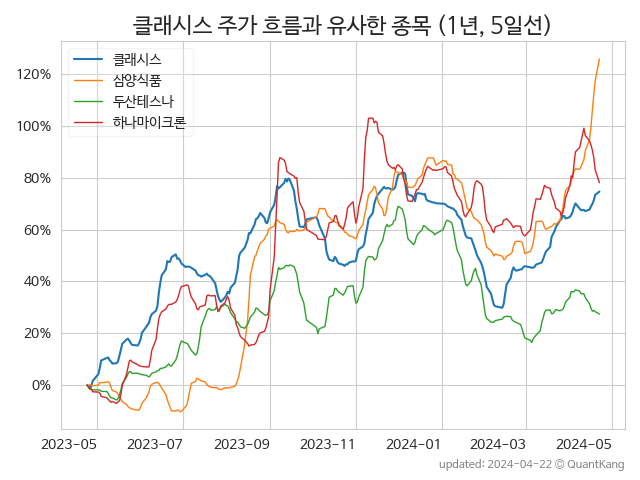 클래시스 주가 흐름과 유사한 종목 (1년, 5일선)
클래시스
삼양식품
두산테스나
하나마이크론
120%
100%
80%
60%
40%
20%
0%
2023-05 2023-07 2023-09 2023-11 2024-01 2024-03 2024-05
updated: 2024-04-22 © QuantKang